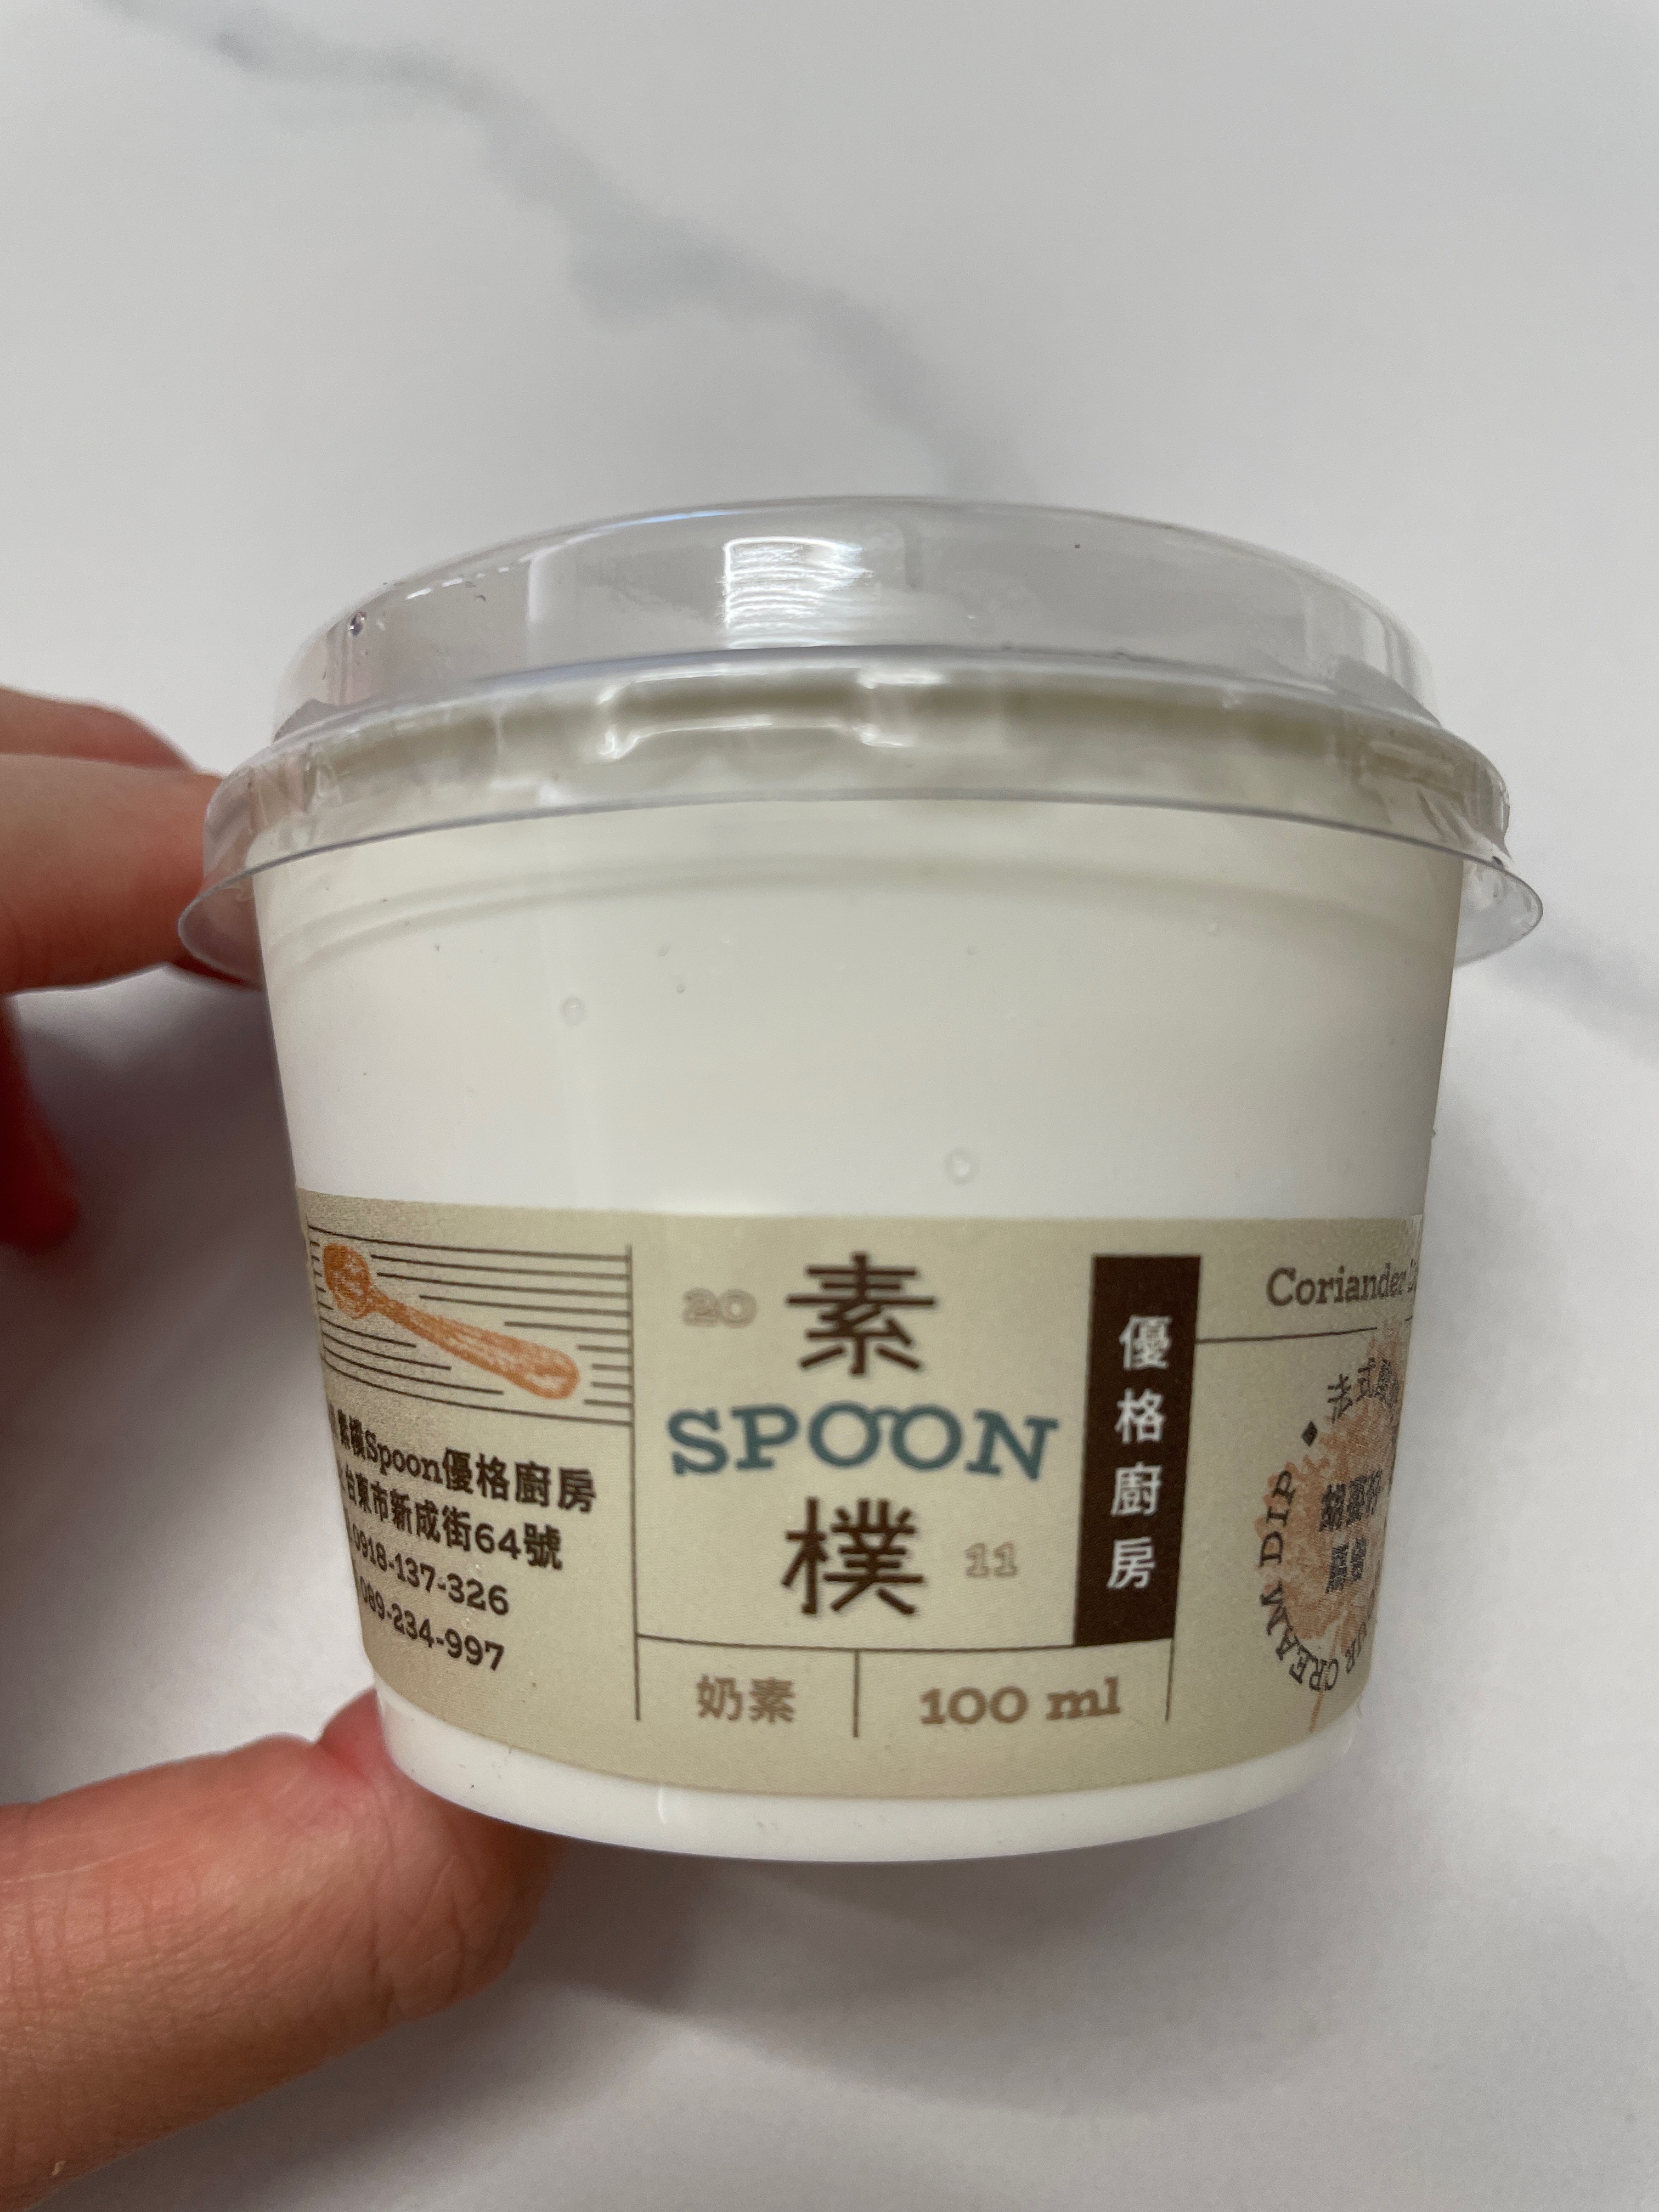 素樸Spoon優格廚房
台東市新成街64號
0918-137-326
089-234-997
20
素
SPOON
樸
11
優格廚房
奶素
100 ml
Coriander
法式
CREAM DIP